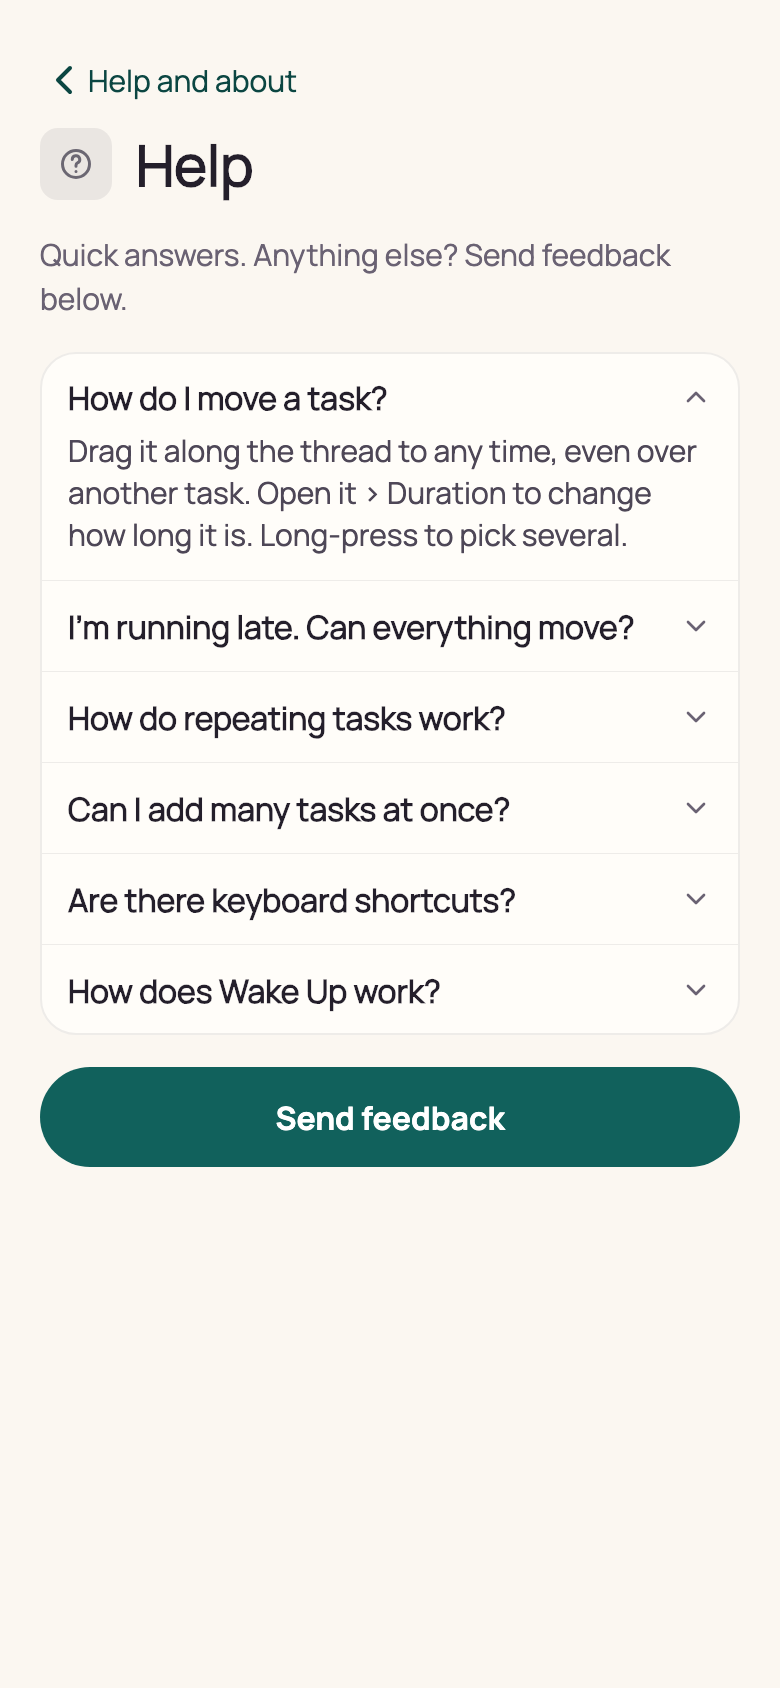 Help and about
Help
Quick answers. Anything else? Send feedback
below.
How do I move a task?
Drag it along the thread to any time, even over
another task. Open it > Duration to change
how long it is. Long-press to pick several.
I'm running late. Can everything move?
How do repeating tasks work?
Can I add many tasks at once?
Are there keyboard shortcuts?
How does Wake Up work?
Send feedback